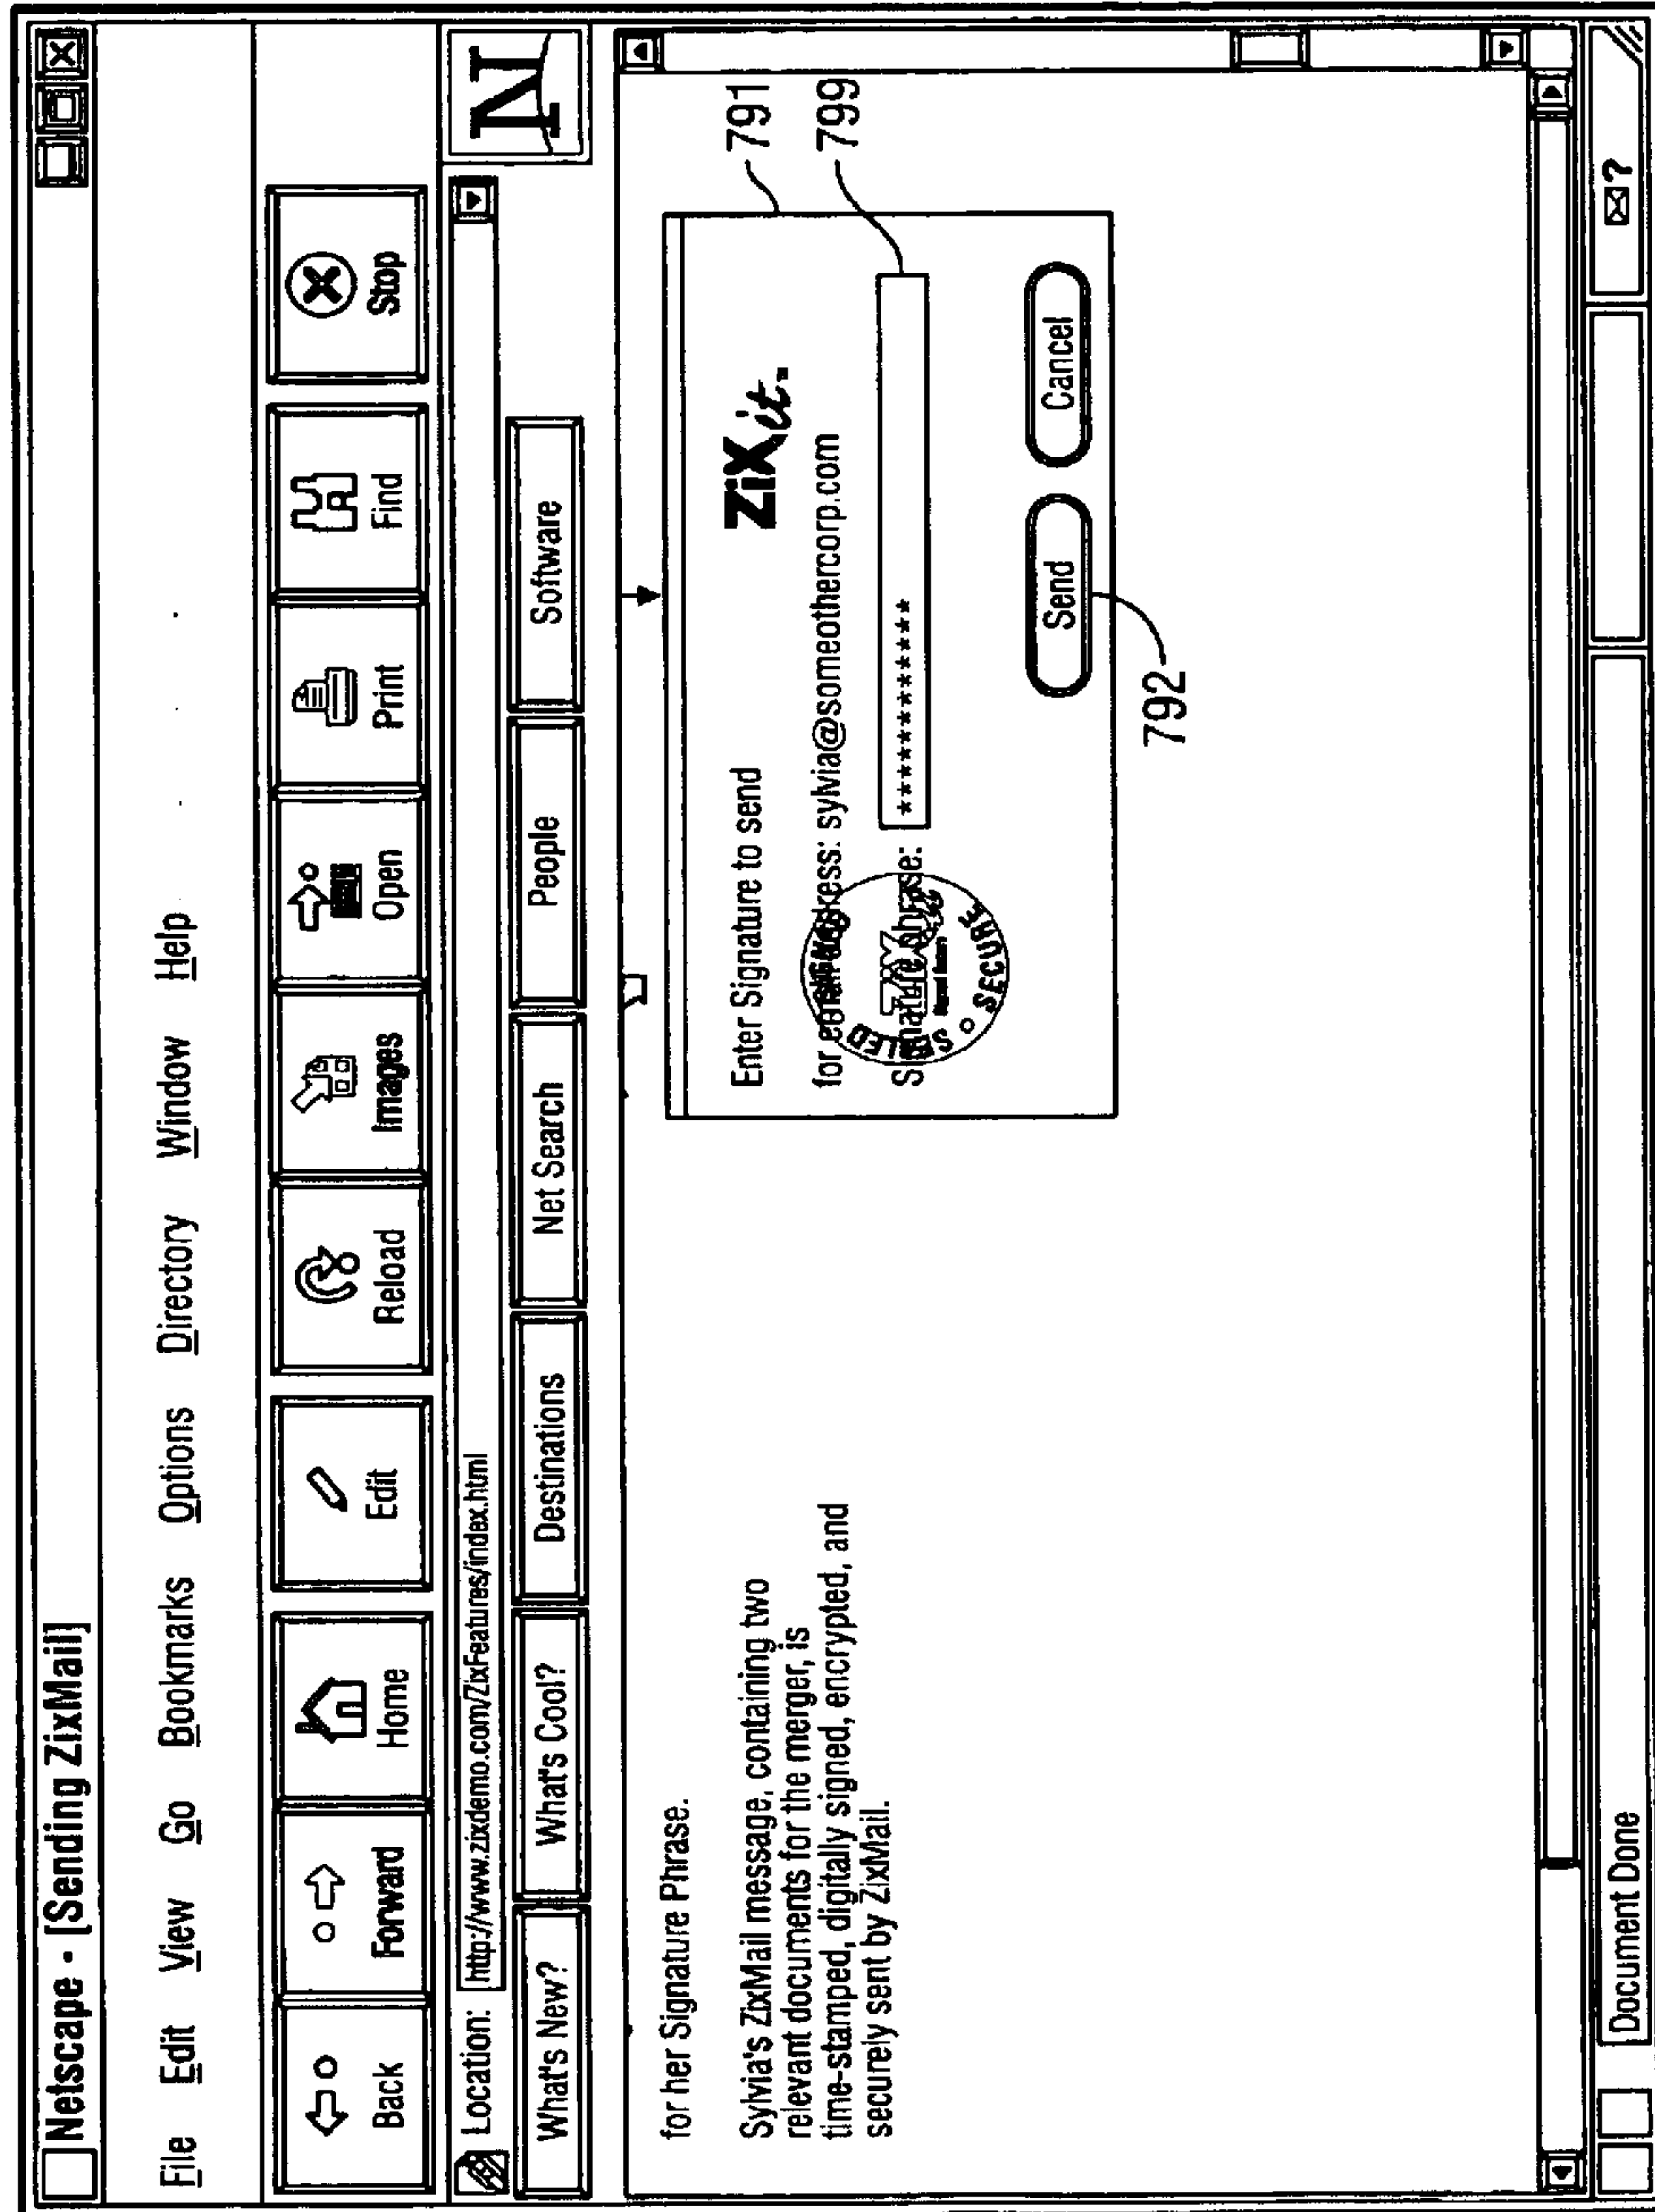 Netscape - [Sending ZixMail]
File Edit View Go Bookmarks Options Directory Window Help
Back Forward Home Edit Reload Images Open Print Find Stop
Location: http://www.zixdemo.com/ZixFeatures/index.html
N
What's New? What's Cool? Destinations Net Search People Software
for her Signature Phrase.
Sylvia's ZixMail message, containing two
relevant documents for the merger, is
time-stamped, digitally signed, encrypted, and
securely sent by ZixMail.
ZiXit™
791
Enter Signature to send
for email address: sylvia@someothercorp.com
799
Signature phrase: *************
SEALED
ZIX
SECURE
Send Cancel
792
Document Done
?